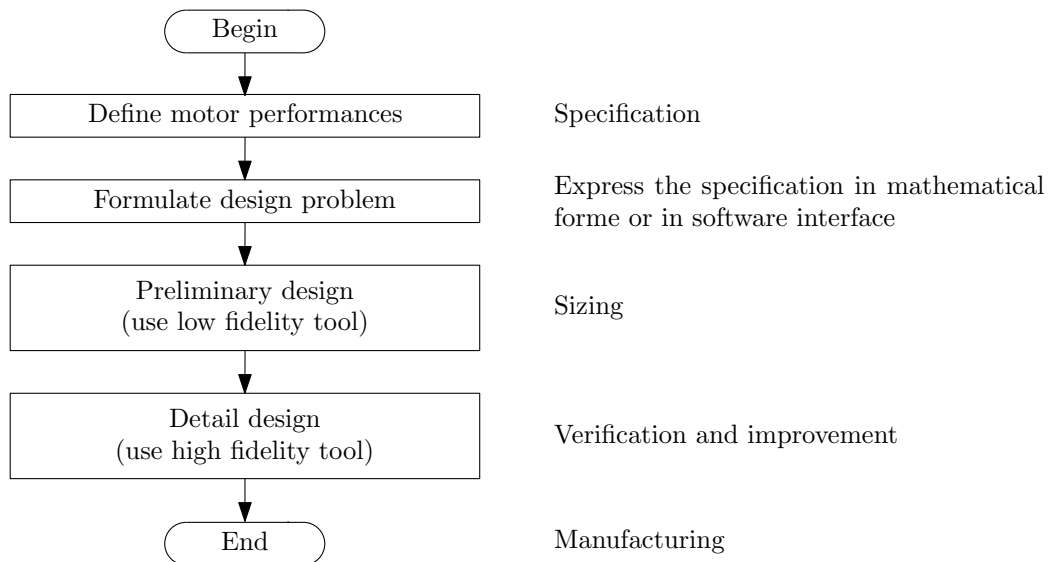 Begin
Define motor performances
Specification
Formulate design problem
Express the specification in mathematical
forme or in software interface
Preliminary design
(use low fidelity tool)
Sizing
Detail design
(use high fidelity tool)
Verification and improvement
End
Manufacturing